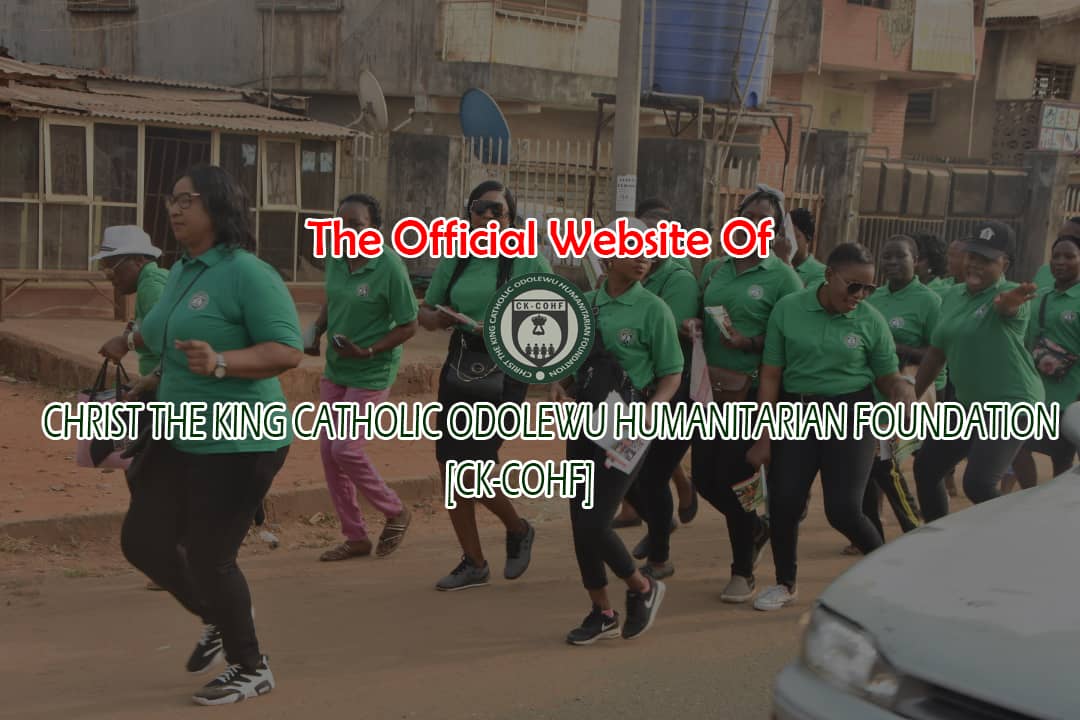 The Official Website Of
CHRIST THE KING CATHOLIC ODOLEWU HUMANITARIAN FOUNDATION
CK-COHF
CHRIST THE KING CATHOLIC ODOLEWU HUMANITARIAN FOUNDATION
[CK-COHF]